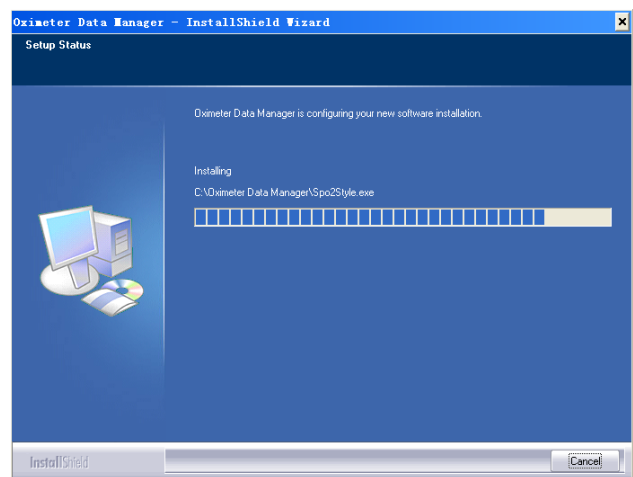 Oximeter Data Manager - InstallShield Wizard
Setup Status
Oximeter Data Manager is configuring your new software installation.
Installing
C:\Oximeter Data Manager\Spo2Style.exe
InstallShield
Cancel